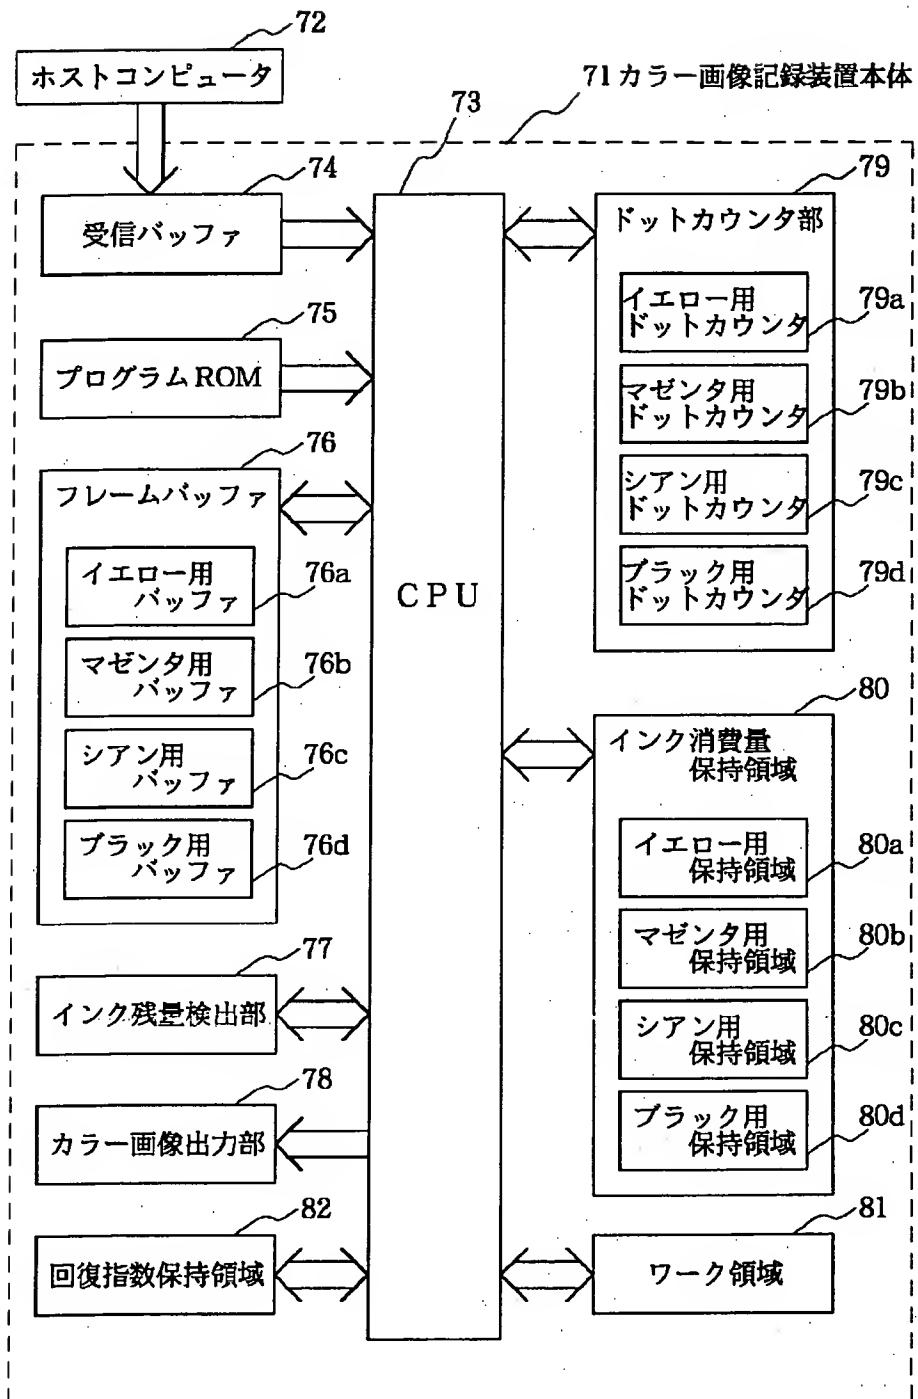 72
ホストコンピュータ
71カラー画像記録装置本体
74
受信バッファ
75
プログラムROM
76
フレームバッファ
イエロー用
バッファ
76a
マゼンタ用
バッファ
76b
シアン用
バッファ
76c
ブラック用
バッファ
76d
77
インク残量検出部
78
カラー画像出力部
82
回復指数保持領域
73
CPU
79
ドットカウンタ部
イエロー用
ドットカウンタ
79a
マゼンタ用
ドットカウンタ
79b
シアン用
ドットカウンタ
79c
ブラック用
ドットカウンタ
79d
80
インク消費量
保持領域
イエロー用
保持領域
80a
マゼンタ用
保持領域
80b
シアン用
保持領域
80c
ブラック用
保持領域
80d
81
ワーク領域